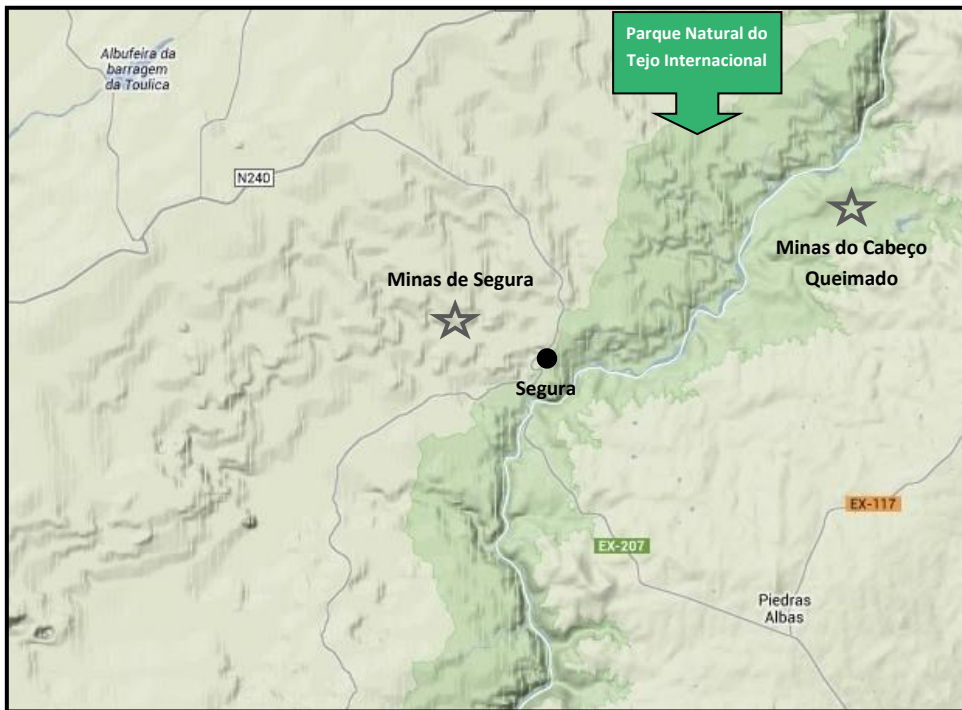 Parque Natural do
Tejo Internacional
Albufeira da
barragem
da Toulica
N240
Minas do Cabeço
Queimado
Minas de Segura
Segura
EX-117
EX-207
Piedras
Albas